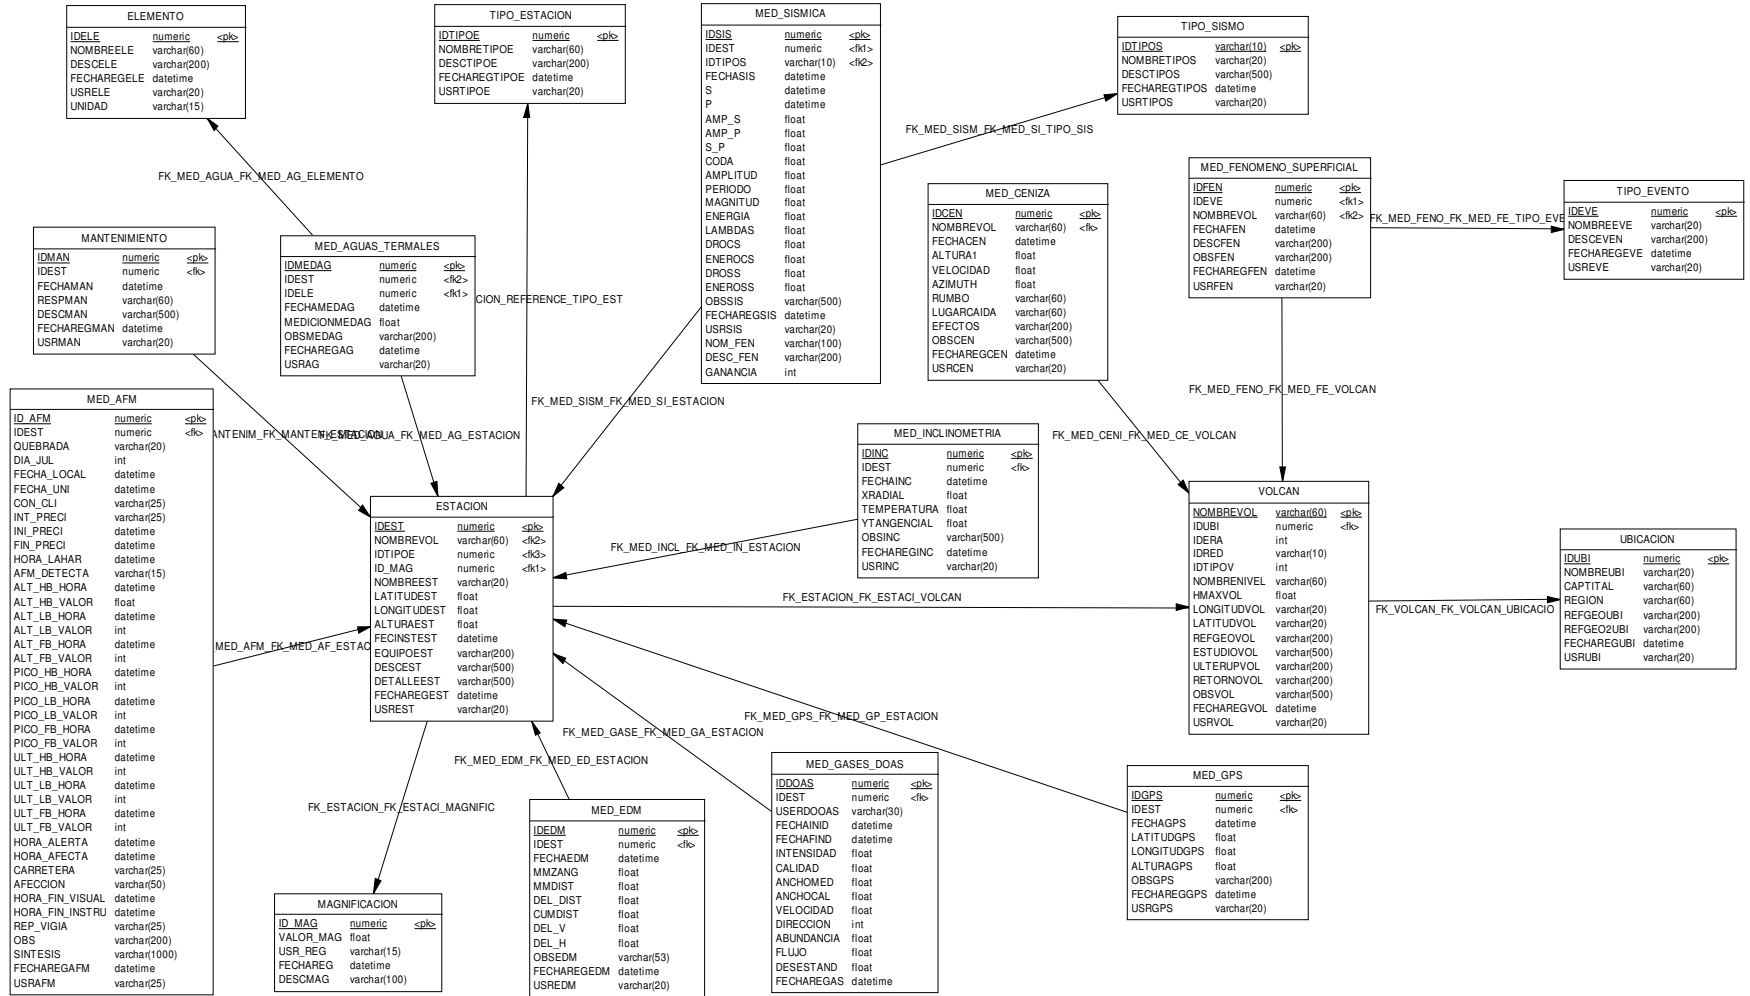 ELEMENTO
IDELE numeric <pk>
NOMBREELE varchar(60)
DESCELE varchar(200)
FECHAREGELE datetime
USRELE varchar(20)
UNIDAD varchar(15)
TIPO_ESTACION
IDTIPOE numeric <pk>
NOMBRETIPOE varchar(60)
DESCTIPOE varchar(200)
FECHAREGTIPOE datetime
USRTIPOE varchar(20)
MED_SISMICA
IDSIS numeric <pk>
IDEST numeric <fk1>
IDTIPOS varchar(10) <fk2>
FECHASIS datetime
S datetime
P datetime
AMP_S float
AMP_P float
S_P float
CODA float
AMPLITUD float
PERIODO float
MAGNITUD float
ENERGIA float
LAMBDAS float
DROCS float
ENEROCS float
DROSS float
ENEROSS float
OBSSIS varchar(500)
FECHAREGSIS datetime
USRSIS varchar(20)
NOM_FEN varchar(100)
DESC_FEN varchar(200)
GANANCIA int
TIPO_SISMO
IDTIPOS varchar(10) <pk>
NOMBRETIPOS varchar(20)
DESCTIPOS varchar(500)
FECHAREGTIPOS datetime
USRTIPOS varchar(20)
FK_MED_SISM_FK_MED_SI_TIPO_SIS
FK_MED_AGUA_FK_MED_AG_ELEMENTO
MED_FENOMENO_SUPERFICIAL
IDFEN numeric <pk>
IDEVE numeric <fk1>
NOMBREVOL varchar(60) <fk2>
FECHAFEN datetime
DESCFEN varchar(200)
OBSFEN varchar(200)
FECHAREGFEN datetime
USRFEN varchar(20)
FK_MED_FENO_FK_MED_FE_TIPO_EVE
TIPO_EVENTO
IDEVE numeric <pk>
NOMBREEVE varchar(20)
DESCEVEN varchar(200)
FECHAREGEVE datetime
USREVE varchar(20)
MED_CENIZA
IDCEN numeric <pk>
NOMBREVOL varchar(60) <fk>
FECHACEN datetime
ALTURA1 float
VELOCIDAD float
AZIMUTH float
RUMBO varchar(60)
LUGARCAIDA varchar(60)
EFECTOS varchar(200)
OBSCEN varchar(500)
FECHAREGCEN datetime
USRCEN varchar(20)
MANTENIMIENTO
IDMAN numeric <pk>
IDEST numeric <fk>
FECHAMAN datetime
RESPMAN varchar(60)
DESCMAN varchar(500)
FECHAREGMAN datetime
USRMAN varchar(20)
MED_AGUAS_TERMALES
IDMEDAG numeric <pk>
IDEST numeric <fk2>
IDELE numeric <fk1>
FECHAMEDAG datetime
MEDICIONMEDAG float
OBSMEDAG varchar(200)
FECHAREGAG datetime
USRAG varchar(20)
CION_REFERENCE_TIPO_EST
FK_MED_SISM_FK_MED_SI_ESTACION
FK_MED_FENO_FK_MED_FE_VOLCAN
ANTENIM_FK_MANTEN_ESTACION
FK_MED_AGUA_FK_MED_AG_ESTACION
FK_MED_CENI_FK_MED_CE_VOLCAN
MED_AFM
ID_AFM numeric <pk>
IDEST numeric <fk>
QUEBRADA varchar(20)
DIA_JUL int
FECHA_LOCAL datetime
FECHA_UNI datetime
CON_CLI varchar(25)
INT_PRECI varchar(25)
INI_PRECI datetime
FIN_PRECI datetime
HORA_LAHAR datetime
AFM_DETECTA varchar(15)
ALT_HB_HORA datetime
ALT_HB_VALOR float
ALT_LB_HORA datetime
ALT_LB_VALOR int
ALT_FB_HORA datetime
ALT_FB_VALOR int
PICO_HB_HORA datetime
PICO_HB_VALOR int
PICO_LB_HORA datetime
PICO_LB_VALOR int
PICO_FB_HORA datetime
PICO_FB_VALOR int
ULT_HB_HORA datetime
ULT_HB_VALOR int
ULT_LB_HORA datetime
ULT_LB_VALOR int
ULT_FB_HORA datetime
ULT_FB_VALOR int
HORA_ALERTA datetime
HORA_AFECTA datetime
CARRETERA varchar(25)
AFECCION varchar(50)
HORA_FIN_VISUAL datetime
HORA_FIN_INSTRU datetime
REP_VIGIA varchar(25)
OBS varchar(200)
SINTESIS varchar(1000)
FECHAREGAFM datetime
USRAFM varchar(25)
MED_AFM_FK_MED_AF_ESTAC
ESTACION
IDEST numeric <pk>
NOMBREVOL varchar(60) <fk2>
IDTIPOE numeric <fk3>
ID_MAG numeric <fk1>
NOMBREEST varchar(20)
LATITUDEST float
LONGITUDEST float
ALTURAEST float
FECINSTEST datetime
EQUIPOEST varchar(200)
DESCEST varchar(500)
DETALLEEST varchar(500)
FECHAREGEST datetime
USREST varchar(20)
MED_INCLINOMETRIA
IDINC numeric <pk>
IDEST numeric <fk>
FECHAINC datetime
XRADIAL float
TEMPERATURA float
YTANGENCIAL float
OBSINC varchar(500)
FECHAREGINC datetime
USRINC varchar(20)
FK_MED_INCL_FK_MED_IN_ESTACION
FK_ESTACION_FK_ESTACI_VOLCAN
VOLCAN
NOMBREVOL varchar(60) <pk>
IDUBI numeric <fk>
IDERA int
IDRED varchar(10)
IDTIPOV int
NOMBRENIVEL varchar(60)
HMAXVOL float
LONGITUDVOL varchar(20)
LATITUDVOL varchar(20)
REFGEOVOL varchar(200)
ESTUDIOVOL varchar(500)
ULTERUPVOL varchar(200)
RETORNOVOL varchar(200)
OBSVOL varchar(500)
FECHAREGVOL datetime
USRVOL varchar(20)
FK_VOLCAN_FK_VOLCAN_UBICACIO
UBICACION
IDUBI numeric <pk>
NOMBREUBI varchar(20)
CAPTITAL varchar(60)
REGION varchar(60)
REFGEOUBI varchar(200)
REFGEO2UBI varchar(200)
FECHAREGUBI datetime
USRUBI varchar(20)
FK_MED_GPS_FK_MED_GP_ESTACION
FK_MED_GASE_FK_MED_GA_ESTACION
FK_MED_EDM_FK_MED_ED_ESTACION
FK_ESTACION_FK_ESTACI_MAGNIFIC
MAGNIFICACION
ID_MAG numeric <pk>
VALOR_MAG float
USR_REG varchar(15)
FECHAREG datetime
DESCMAG varchar(100)
MED_EDM
IDEDM numeric <pk>
IDEST numeric <fk>
FECHAEDM datetime
MMZANG float
MMDIST float
DEL_DIST float
CUMDIST float
DEL_V float
DEL_H float
OBSEDM varchar(53)
FECHAREGEDM datetime
USREDM varchar(20)
MED_GASES_DOAS
IDDOAS numeric <pk>
IDEST numeric <fk>
USERDOOAS varchar(30)
FECHAINID datetime
FECHAFIND datetime
INTENSIDAD float
CALIDAD float
ANCHOMED float
ANCHOCAL float
VELOCIDAD float
DIRECCION int
ABUNDANCIA float
FLUJO float
DESESTAND float
FECHAREGAS datetime
MED_GPS
IDGPS numeric <pk>
IDEST numeric <fk>
FECHAGPS datetime
LATITUDGPS float
LONGITUDGPS float
ALTURAGPS float
OBSGPS varchar(200)
FECHAREGGPS datetime
USRGPS varchar(20)